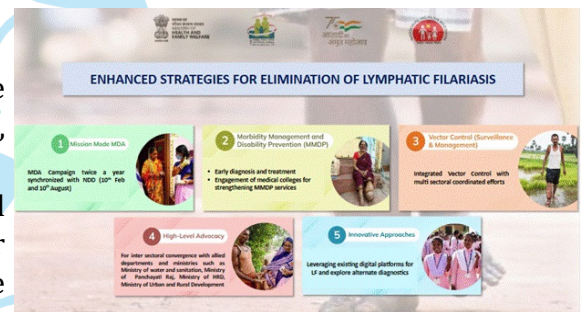 HEALTH AND
FAMILY WELFARE
ENHANCED STRATEGIES FOR ELIMINATION OF LYMPHATIC FILARIASIS
1 Mission Mode MDA
MDA Campaign twice a year
synchronized with NDD (10th Feb
and 10th August)
2 Morbidity Management and
Disability Prevention (MMDP)
• Early diagnosis and treatment
• Engagement of medical colleges for
strengthening MMDP services
3 Vector Control (Surveillance
& Management)
Integrated Vector Control with
multi sectoral coordinated efforts
4 High-Level Advocacy
For inter sectoral convergence with allied
departments and ministries such as
Ministry of water and sanitation, Ministry
of Panchayati Raj, Ministry of HRD,
Ministry of Urban and Rural Development
5 Innovative Approaches
Leveraging existing digital platforms for
LF and explore alternate diagnostics